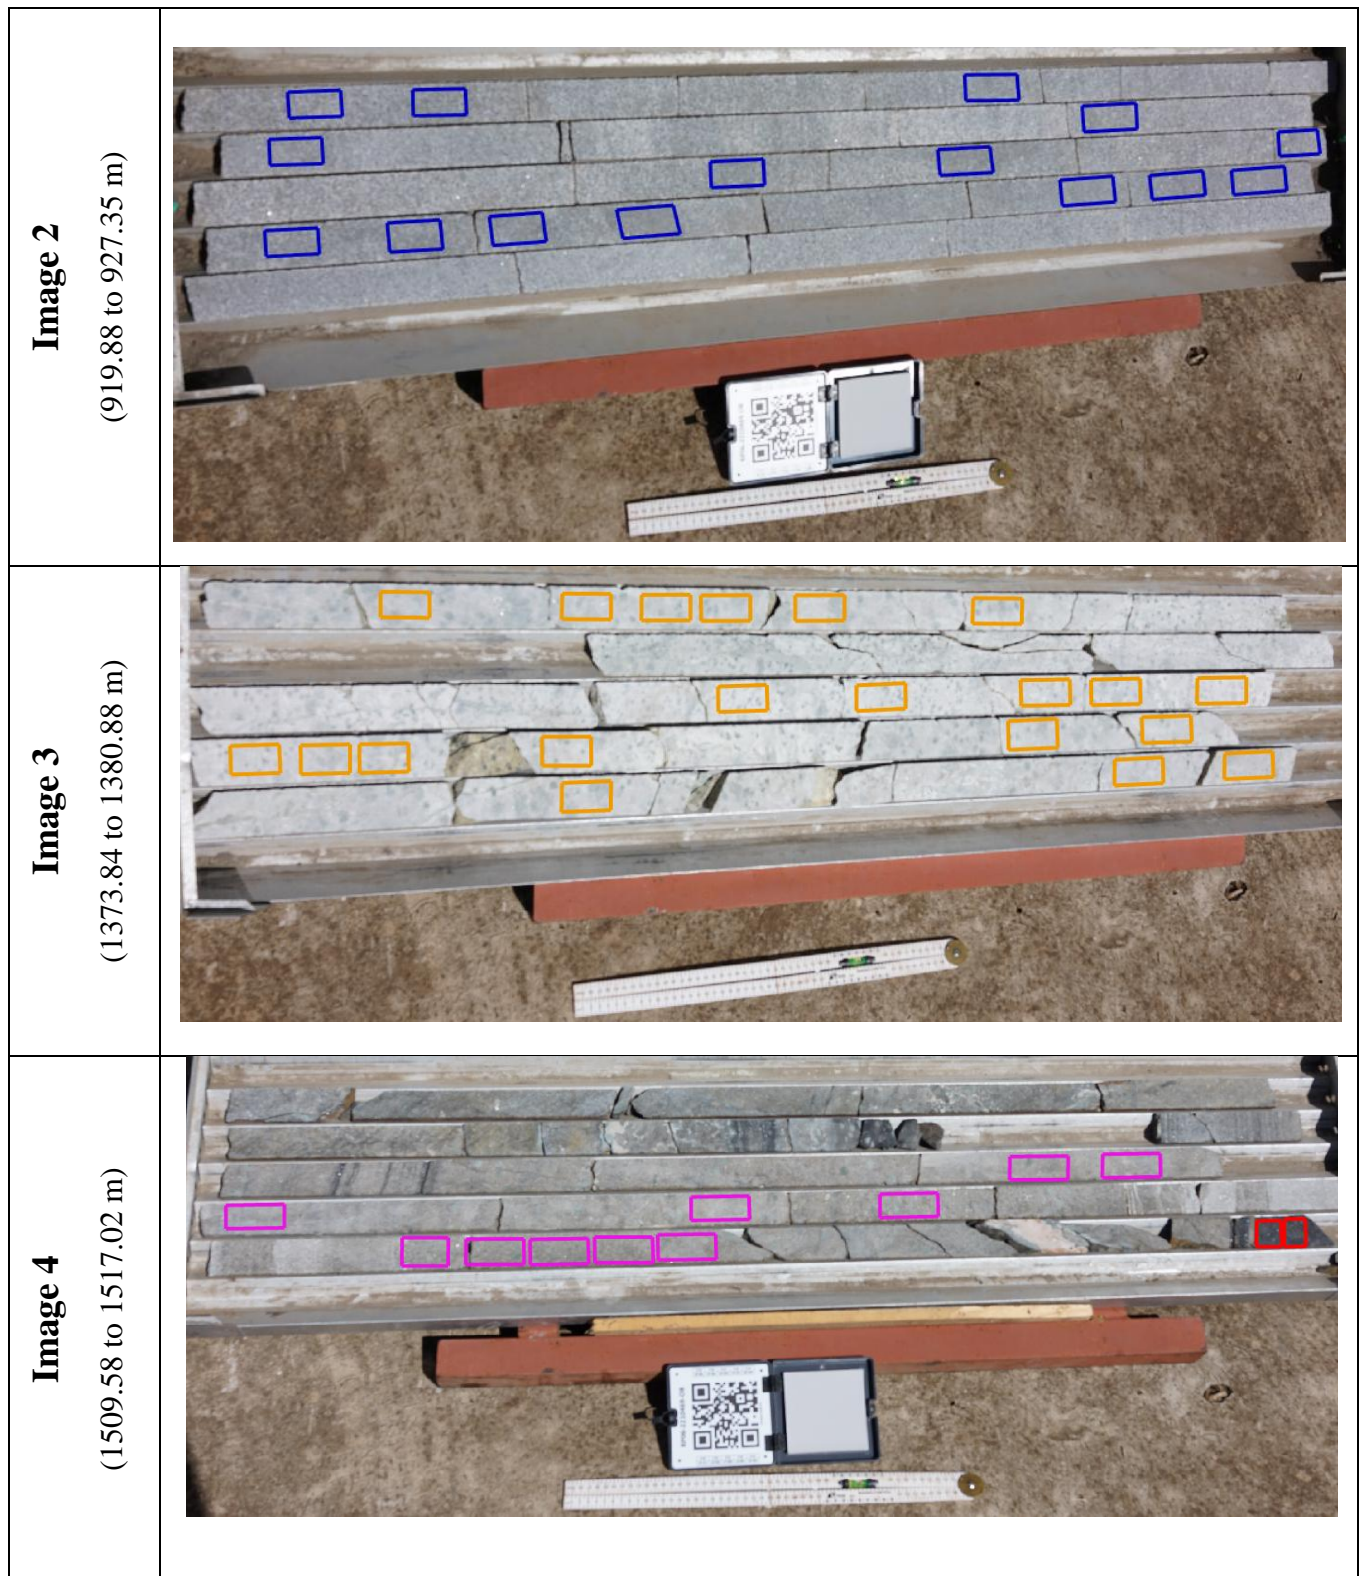 Image 2
(919.88 to 927.35 m)
Image 3
(1373.84 to 1380.88 m)
Image 4
(1509.58 to 1517.02 m)